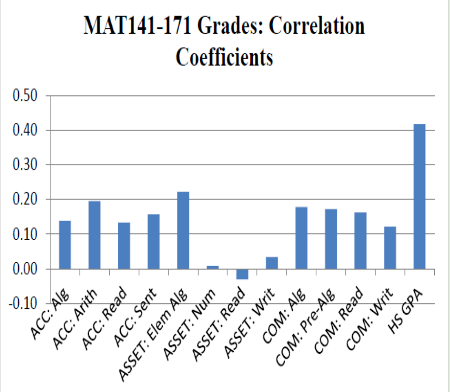 MAT141-171 Grades: Correlation
Coefficients
0.50
0.40
0.30
0.20
0.10
0.00
-0.10
ACC: Alg
ACC: Arith
ACC: Read
ACC: Sent
ASSET: Elem Alg
ASSET: Num
ASSET: Read
ASSET: Writ
COM: Alg
COM: Pre-Alg
COM: Read
COM: Writ
HS GPA